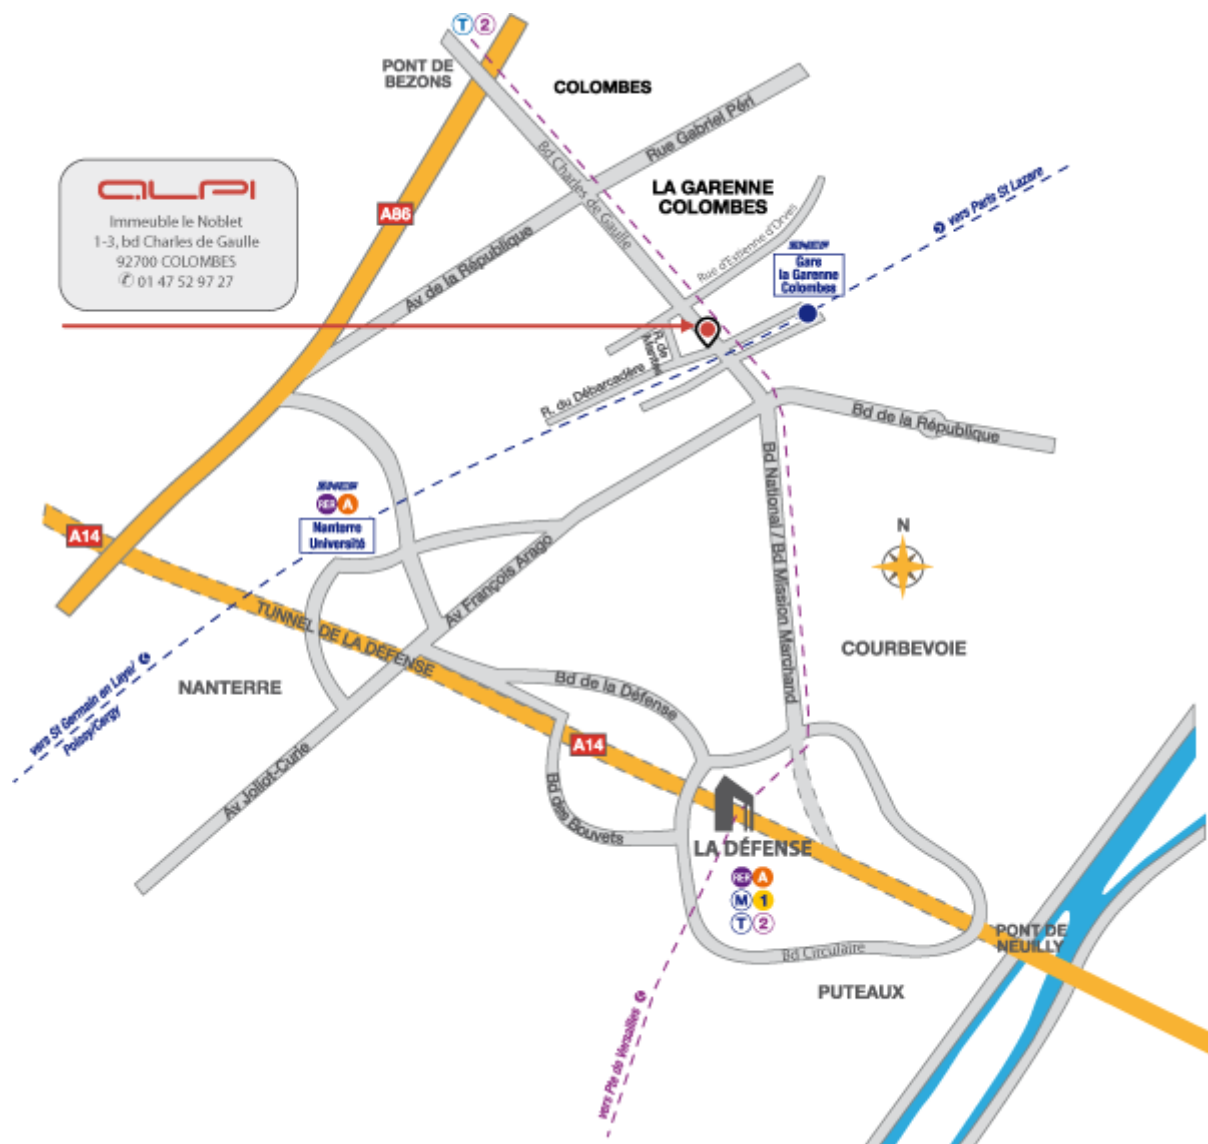 T 2
PONT DE
BEZONS
COLOMBES
Rue Gabriel Péri
Bd Charles de Gaulle
LA GARENNE
COLOMBES
vers Paris St Lazare
ALPI
Immeuble le Noblet
1-3, bd Charles de Gaulle
92700 COLOMBES
✆ 01 47 52 97 27
A86
Av de la République
Rue d'Estienne d'Orves
SNCF
Gare
la Garenne
Colombes
R. de
Mantes
R. du Débarcadère
Bd de la République
SNCF
RER A
Nanterre
Université
A14
Bd National / Bd Mission Marchand
N
Av François Arago
TUNNEL DE LA DÉFENSE
COURBEVOIE
NANTERRE
vers St Germain en Laye/
Poissy/Cergy
Bd de la Défense
A14
Av Joliot-Curie
Bd des Bouvets
LA DÉFENSE
RER A
M 1
T 2
PONT DE
NEUILLY
Bd Circulaire
PUTEAUX
vers Pte de Versailles